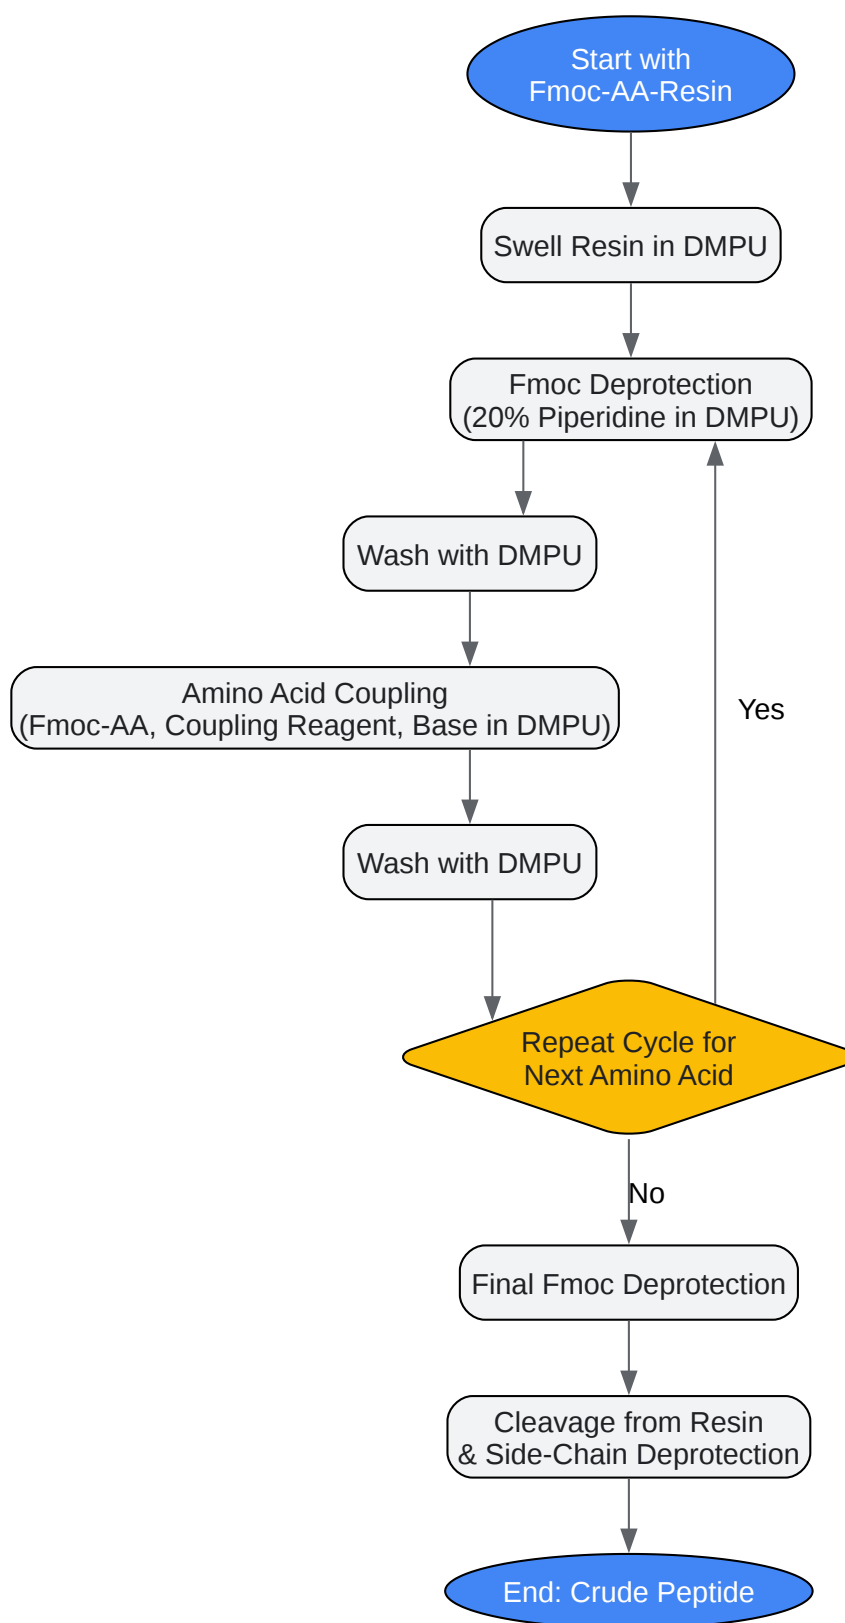 Start with
Fmoc-AA-Resin
Swell Resin in DMPU
Fmoc Deprotection
(20% Piperidine in DMPU)
Wash with DMPU
Amino Acid Coupling
(Fmoc-AA, Coupling Reagent, Base in DMPU)
Yes
Wash with DMPU
Repeat Cycle for
Next Amino Acid
No
Final Fmoc Deprotection
Cleavage from Resin
& Side-Chain Deprotection
End: Crude Peptide